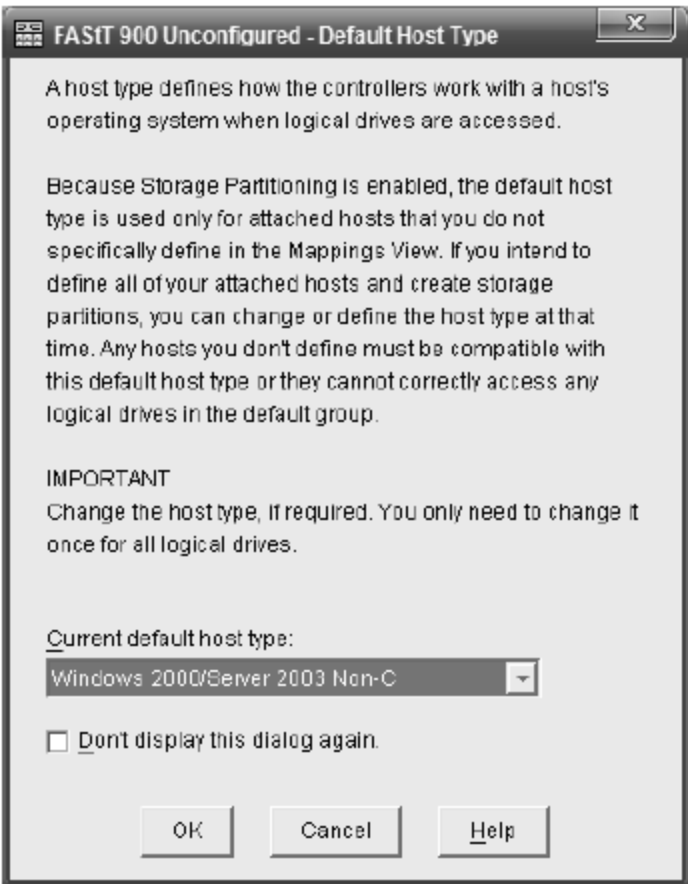 FAStT 900 Unconfigured - Default Host Type
A host type defines how the controllers work with a host's
operating system when logical drives are accessed.
Because Storage Partitioning is enabled, the default host
type is used only for attached hosts that you do not
specifically define in the Mappings View. If you intend to
define all of your attached hosts and create storage
partitions, you can change or define the host type at that
time. Any hosts you don't define must be compatible with
this default host type or they cannot correctly access any
logical drives in the default group.
IMPORTANT
Change the host type, if required. You only need to change it
once for all logical drives.
Current default host type:
Windows 2000/Server 2003 Non-C
Don't display this dialog again.
OK Cancel Help